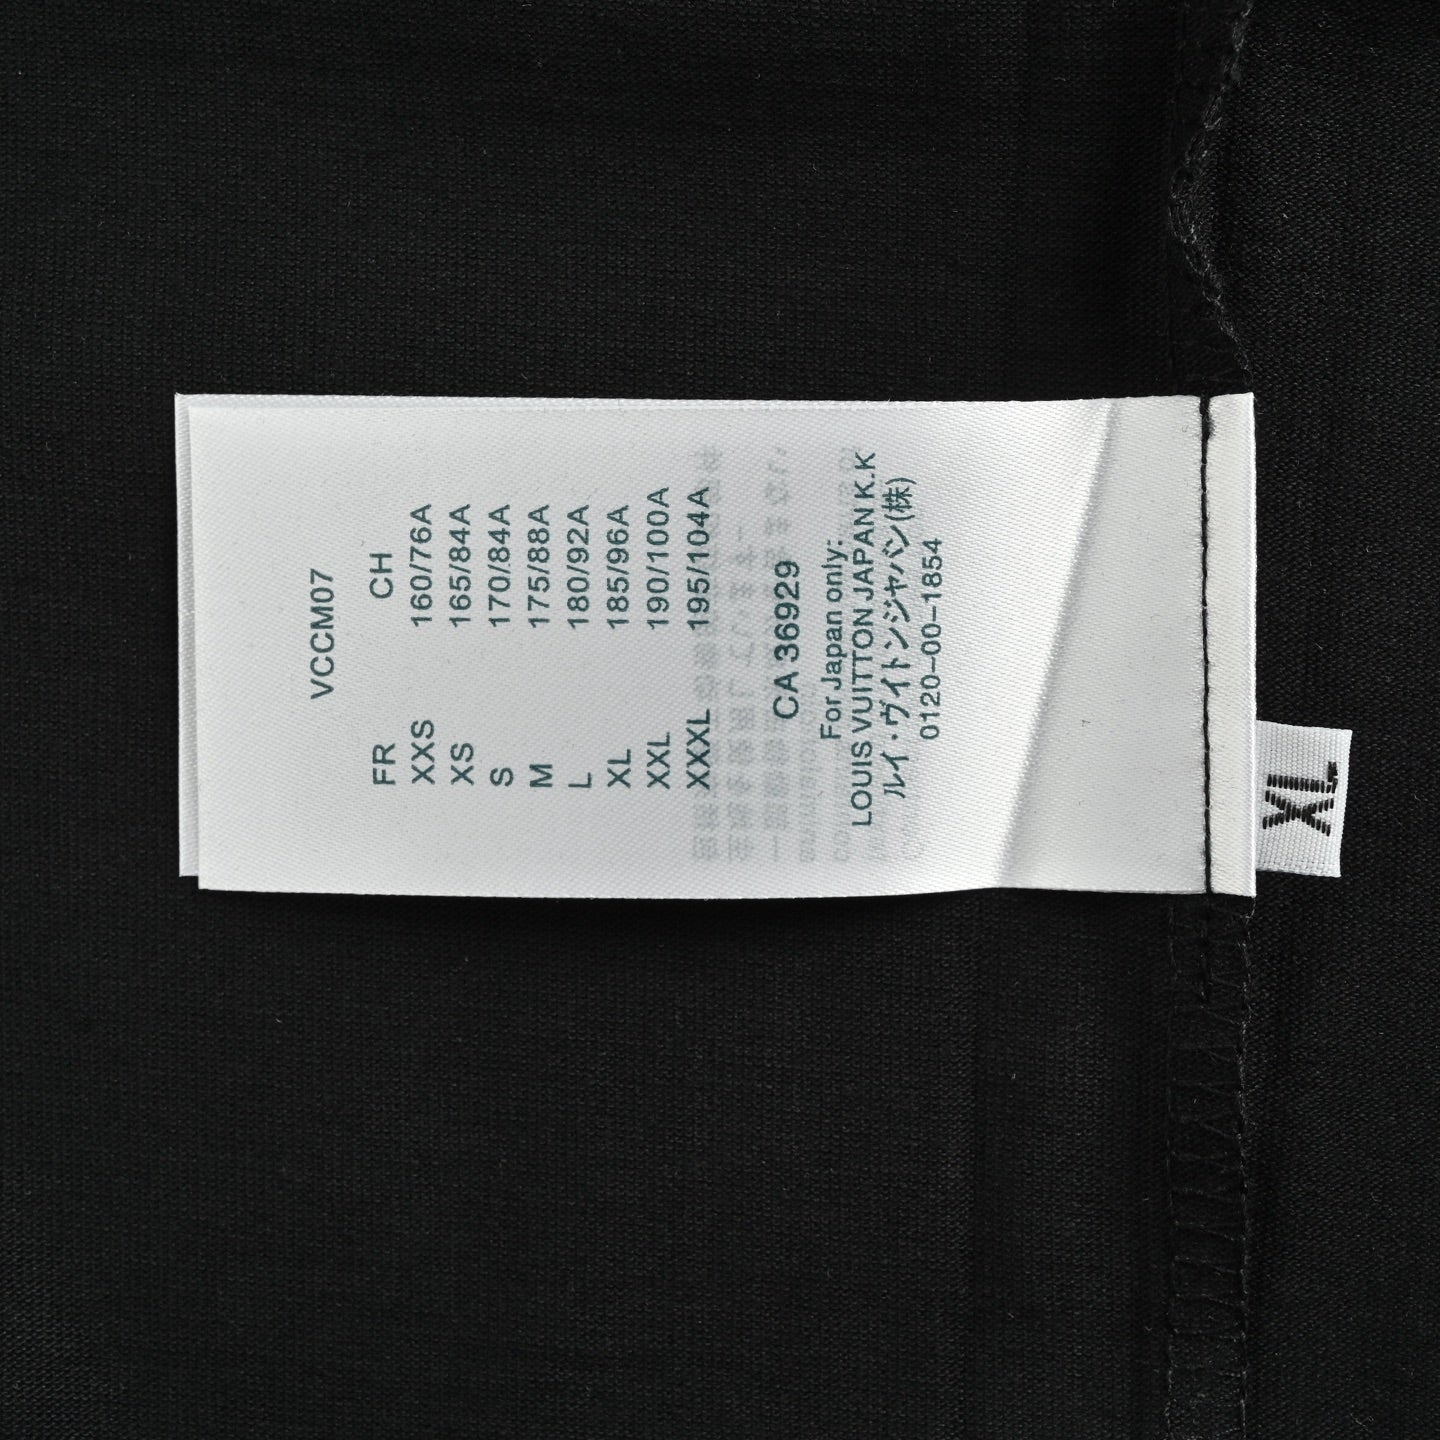 VCCM07
FR CH
XXS 160/76A
XS 165/84A
S 170/84A
M 175/88A
L 180/92A
XL 185/96A
XXL 190/100A
XXXL 195/104A
CA 36929
For Japan only:
LOUIS VUITTON JAPAN K.K
ルイ・ヴイトンジャパン(株)
0120-00-1854
XL